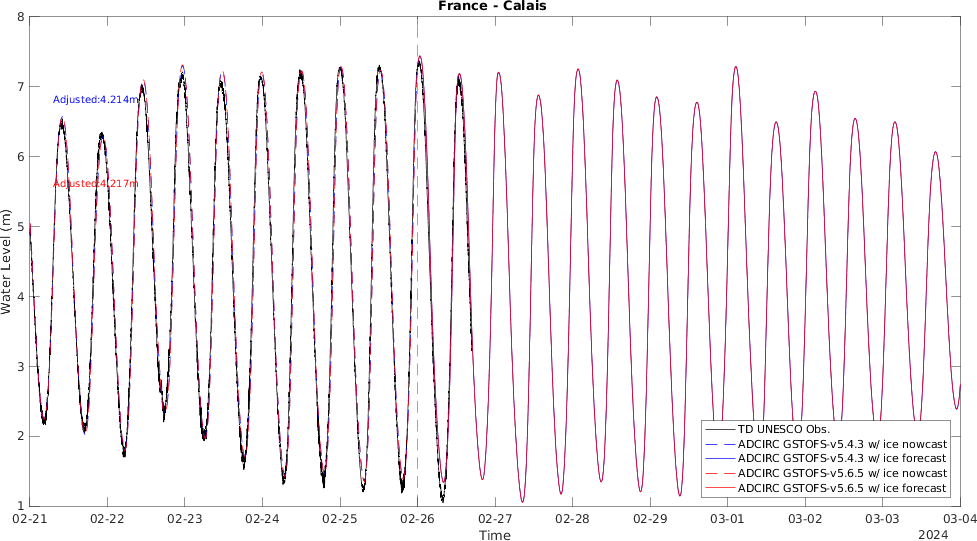 France - Calais
8
7
6
5
4
3
2
1
Water Level (m)
Adjusted:4.214m
Adjusted:4.217m
TD UNESCO Obs.
ADCIRC GSTOFS-v5.4.3 w/ ice nowcast
ADCIRC GSTOFS-v5.4.3 w/ ice forecast
ADCIRC GSTOFS-v5.6.5 w/ ice nowcast
ADCIRC GSTOFS-v5.6.5 w/ ice forecast
02-21 02-22 02-23 02-24 02-25 02-26 02-27 02-28 02-29 03-01 03-02 03-03 03-04
Time
2024